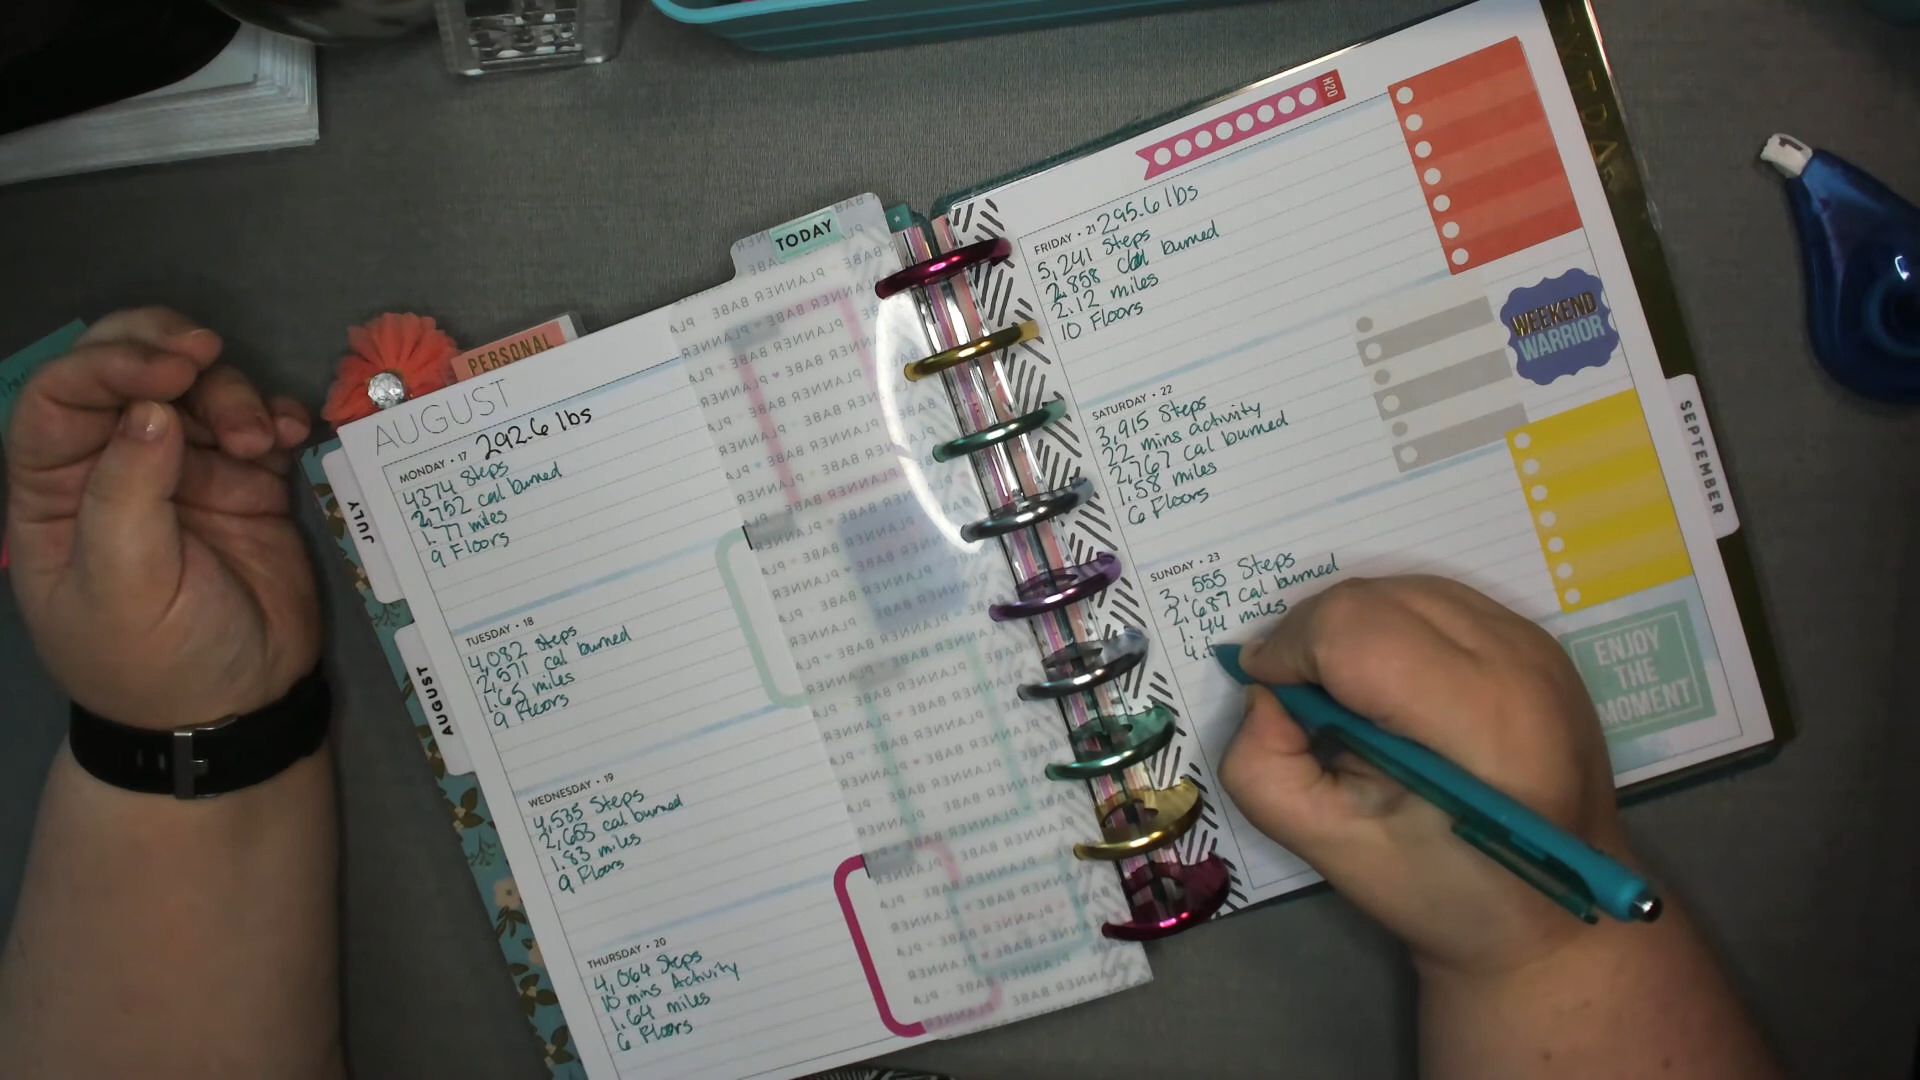 TODAY
PERSONAL
AUGUST
MONDAY • 17 292.6 lbs
4374 Steps
2,752 cal burned
1.77 miles
9 Floors
TUESDAY • 18
4,082 Steps
2,571 cal burned
1.65 miles
9 Floors
WEDNESDAY • 19
4,535 Steps
2,653 cal burned
1.83 miles
9 Floors
THURSDAY • 20
4,064 Steps
10 mins Activity
1.64 miles
6 Floors
JULY
AUGUST
PLANNER BABE
H20
FRIDAY • 21 295.6 lbs
5,241 Steps
2,858 cal burned
2.12 miles
10 Floors
SATURDAY • 22
3,915 Steps
22 mins activity
2,767 cal burned
1.58 miles
6 Floors
SUNDAY • 23
3,555 Steps
2,687 cal burned
1.44 miles
4
WEEKEND
WARRIOR
ENJOY
THE
MOMENT
SEPTEMBER